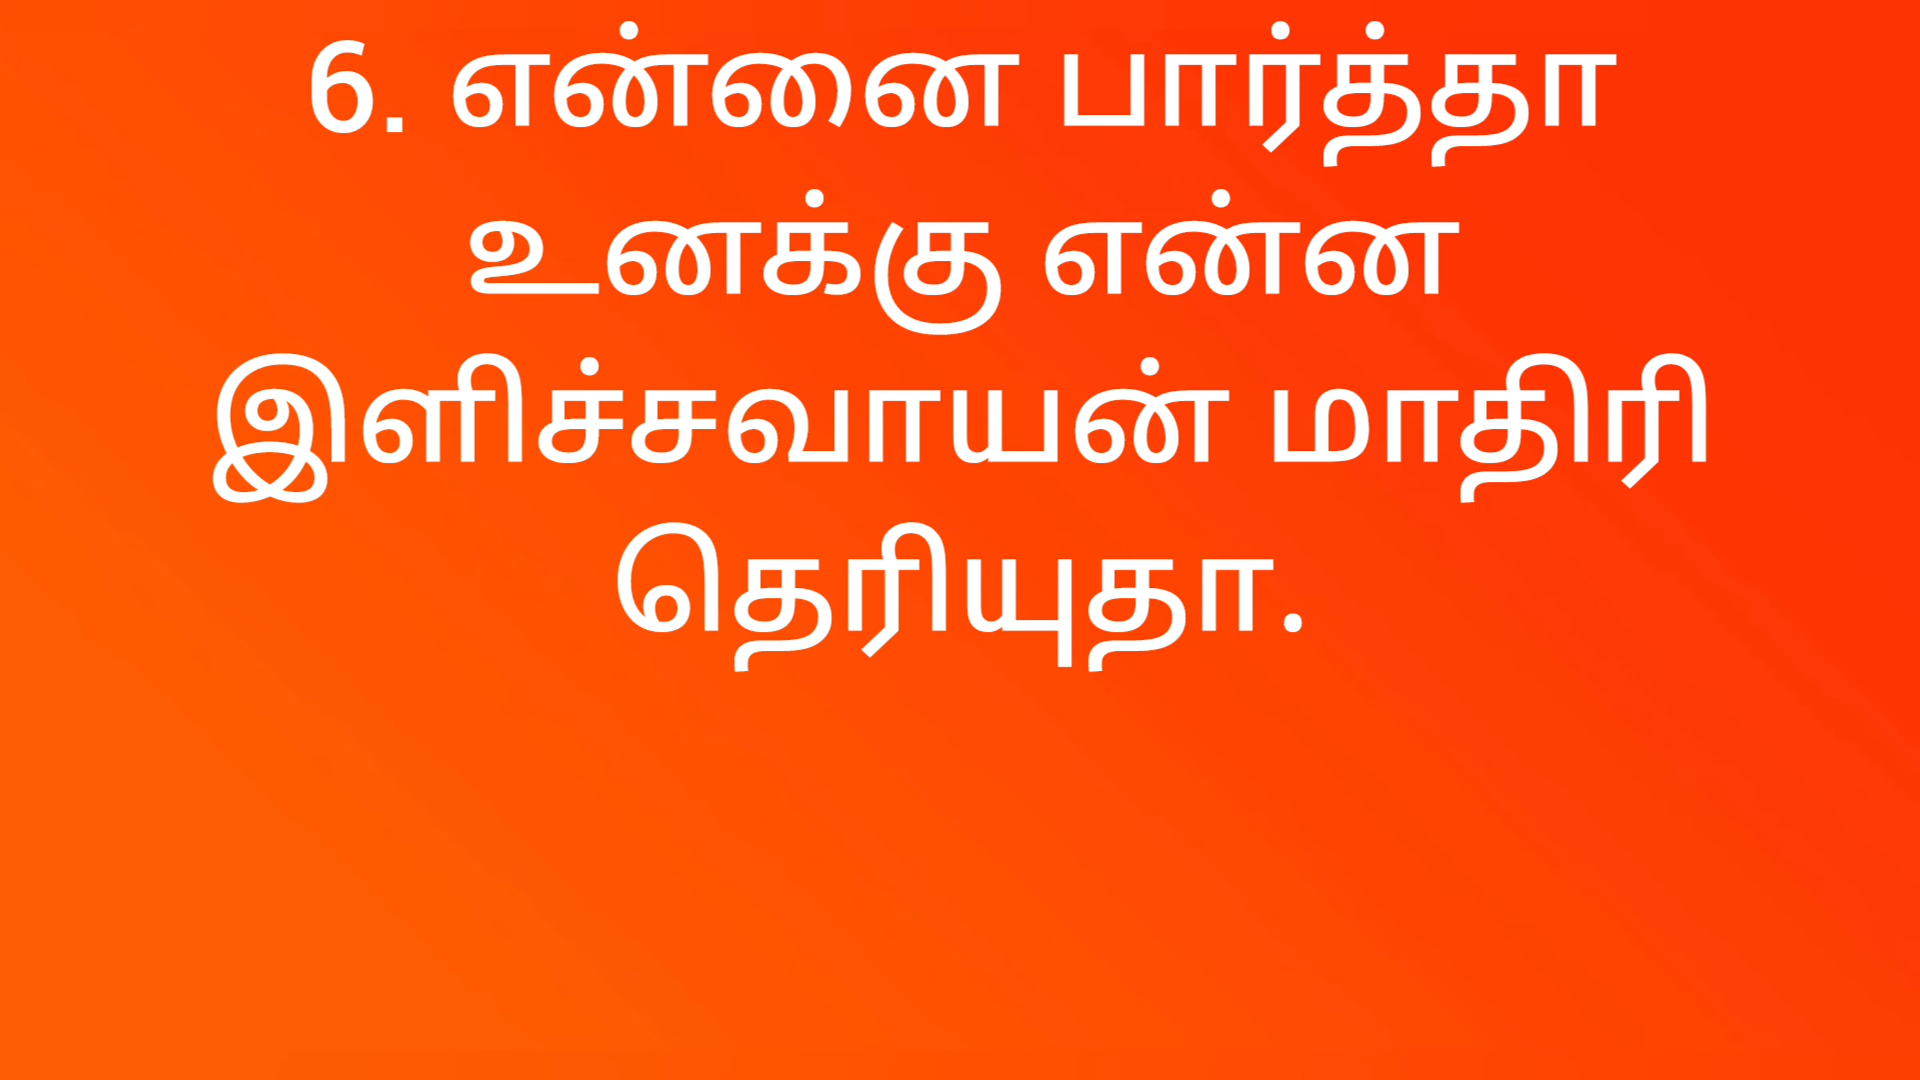 6. என்னை பார்த்தா
உனக்கு என்ன
இளிச்சவாயன் மாதிரி
தெரியுதா.